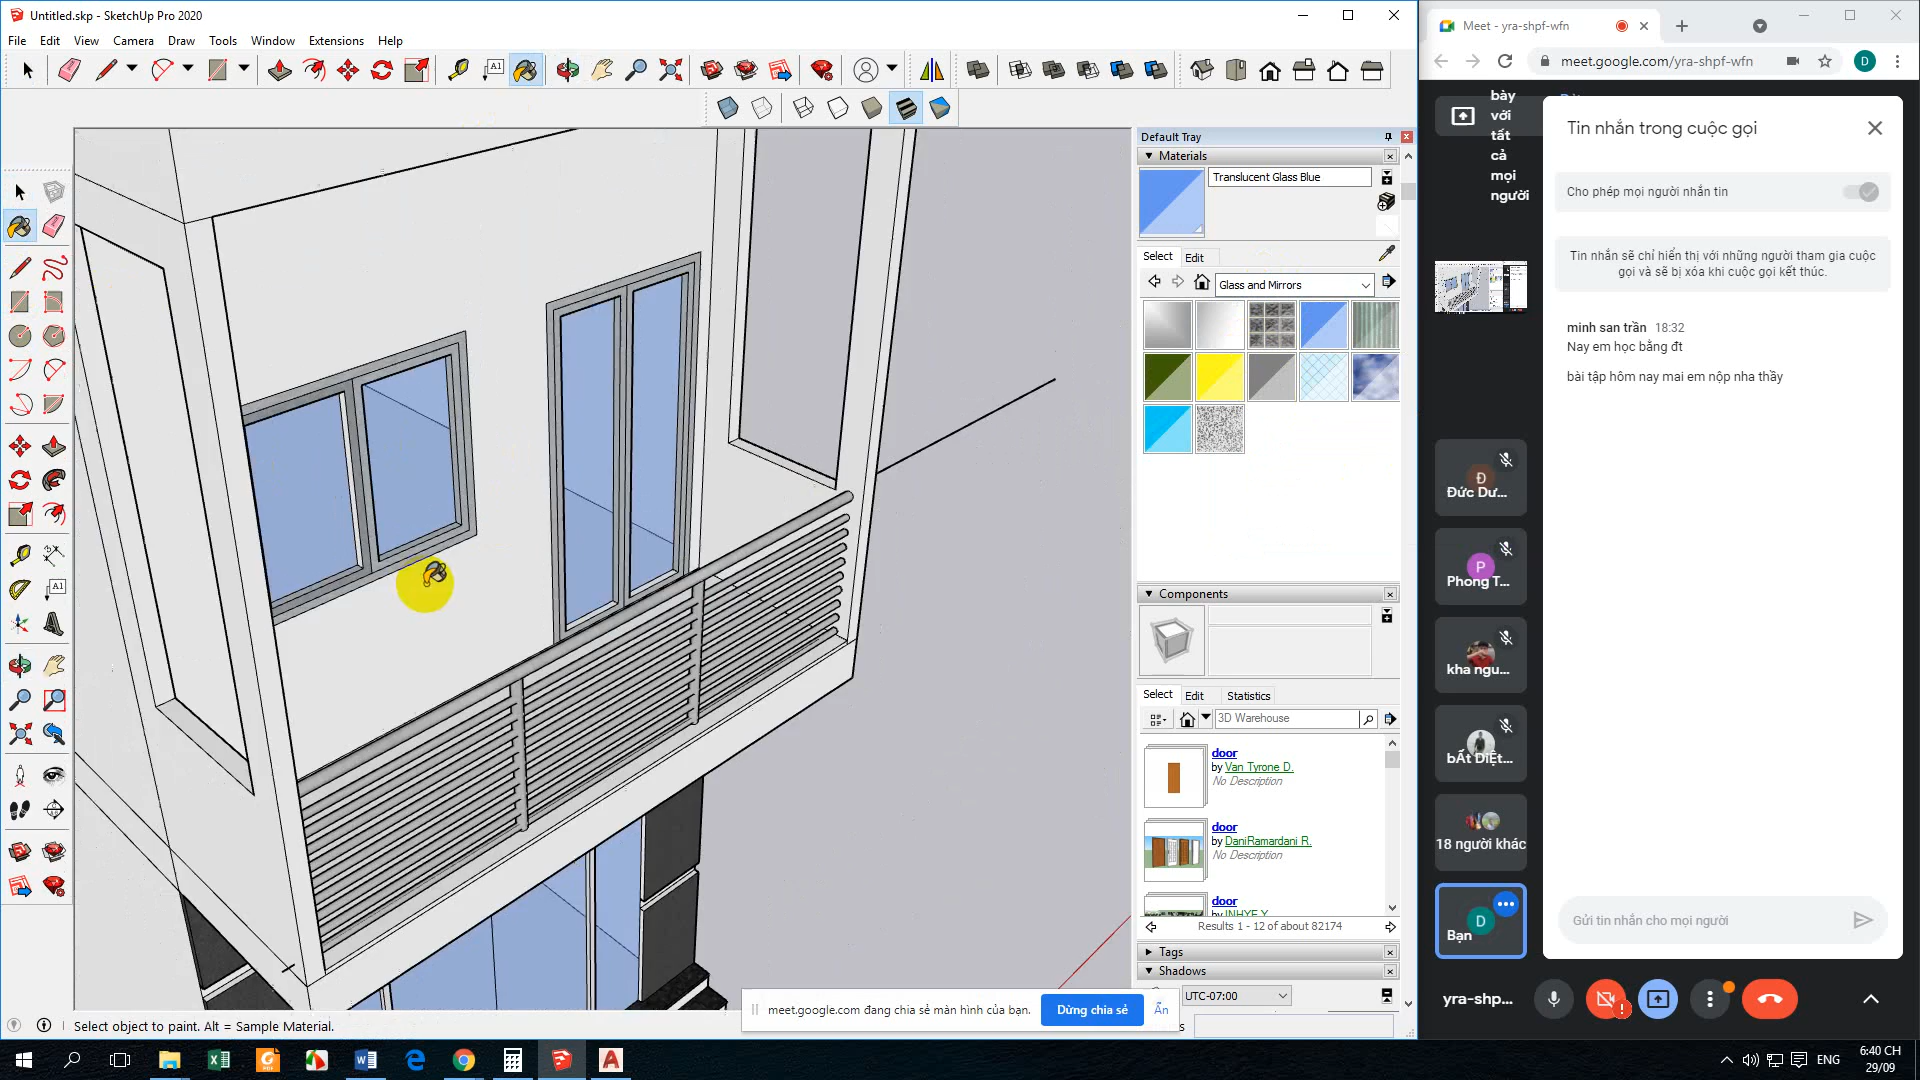 Untitled.skp - SketchUp Pro 2020
File Edit View Camera Draw Tools Window Extensions Help
Default Tray
Materials
Translucent Glass Blue
Select Edit
Glass and Mirrors
Components
Select Edit Statistics
3D Warehouse
door
by Van Tyrone D.
No Description
door
by DaniRamardani R.
No Description
door
by INHYE Y.
Results 1 - 12 of about 82174
Tags
Shadows
UTC-07:00
Select object to paint. Alt = Sample Material.
meet.google.com đang chia sẻ màn hình của bạn.
Dừng chia sẻ
Ẩn
Meet - yra-shpf-wfn
meet.google.com/yra-shpf-wfn
D
bày
với
tất
cả
mọi
người
Tin nhắn trong cuộc gọi
Cho phép mọi người nhắn tin
Tin nhắn sẽ chỉ hiển thị với những người tham gia cuộc
gọi và sẽ bị xóa khi cuộc gọi kết thúc.
minh san trần 18:32
Nay em học bằng đt
bài tập hôm nay mai em nộp nha thầy
Đ
Đức Dư...
P
Phong T...
kha ngu...
bẤt DiỆt...
18 người khác
D
Bạn
Gửi tin nhắn cho mọi người
yra-shp...
ENG
6:40 CH
29/09